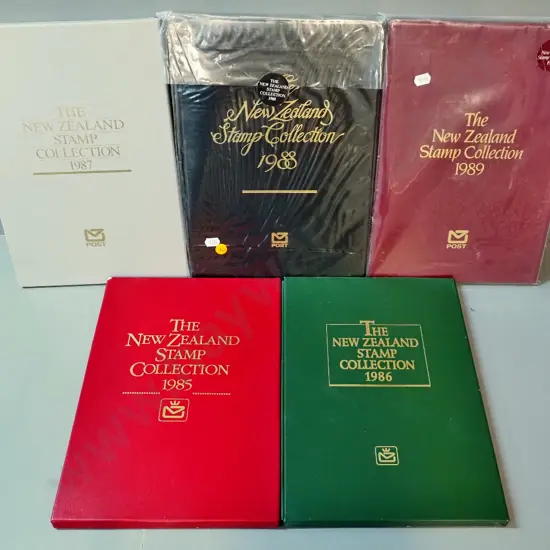 THE
NEW ZEALAND
STAMP
COLLECTION
1987
POST
THE
NEW ZEALAND
STAMP
COLLECTION
1988
New Zealand
Stamp Collection
1988
POST
The
New Zealand
Stamp Collection
1989
POST
THE
NEW ZEALAND
STAMP
COLLECTION
1985
THE
NEW ZEALAND
STAMP
COLLECTION
1986